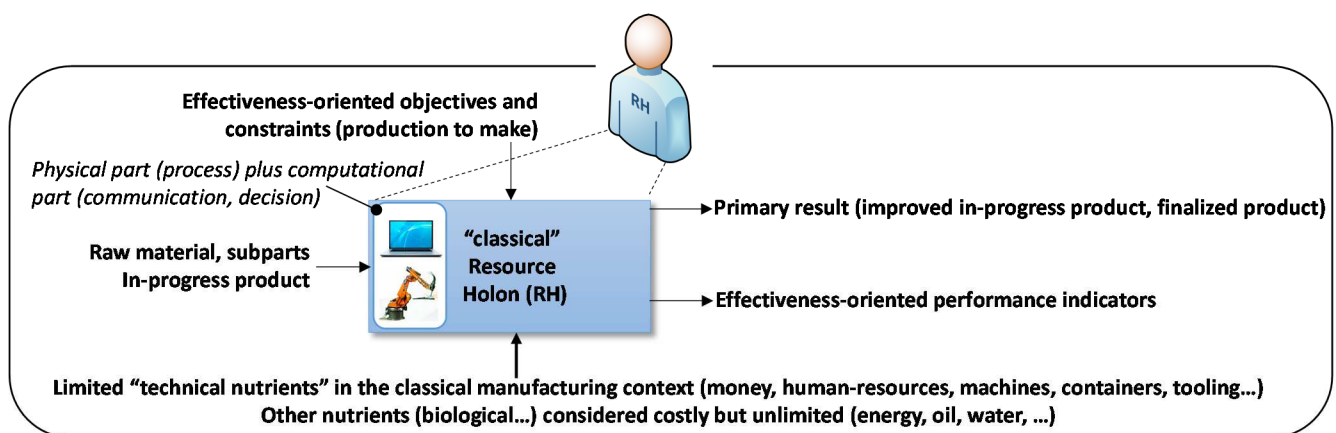 RH
Effectiveness-oriented objectives and
constraints (production to make)
Physical part (process) plus computational
part (communication, decision)
Raw material, subparts
In-progress product
“classical”
Resource
Holon (RH)
Primary result (improved in-progress product, finalized product)
Effectiveness-oriented performance indicators
Limited “technical nutrients” in the classical manufacturing context (money, human-resources, machines, containers, tooling…)
Other nutrients (biological…) considered costly but unlimited (energy, oil, water, …)